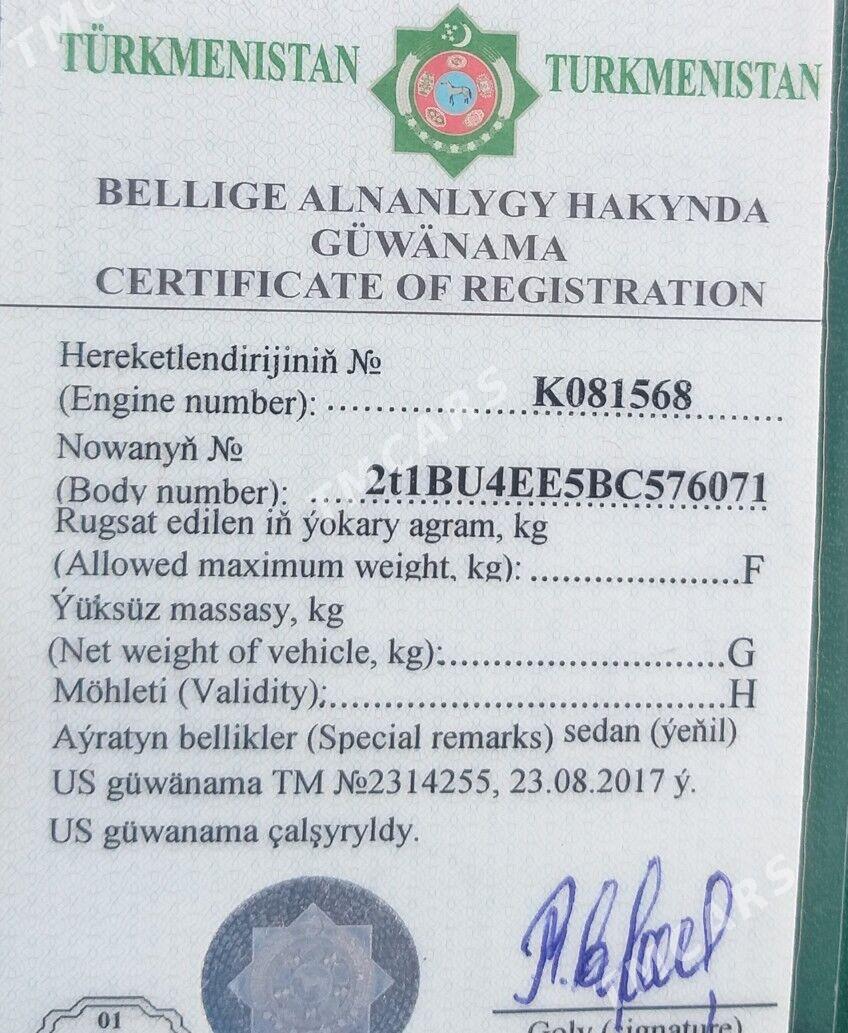 TÜRKMENISTAN TURKMENISTAN
BELLIGE ALNANLYGY HAKYNDA
GÜWÄNAMA
CERTIFICATE OF REGISTRATION
Hereketlendirijiniň №
(Engine number): K081568
Nowanyň №
(Body number): 2t1BU4EE5BC576071
Rugsat edilen iň ýokary agram, kg
(Allowed maximum weight, kg): F
Ýüksüz massasy, kg
(Net weight of vehicle, kg): G
Möhleti (Validity): H
Aýratyn bellikler (Special remarks) sedan (ýeňil)
US güwänama TM №2314255, 23.08.2017 ý.
US güwanama çalşyryldy.
01
Goly (signature)
TMCARS
TMCARS
TMCARS